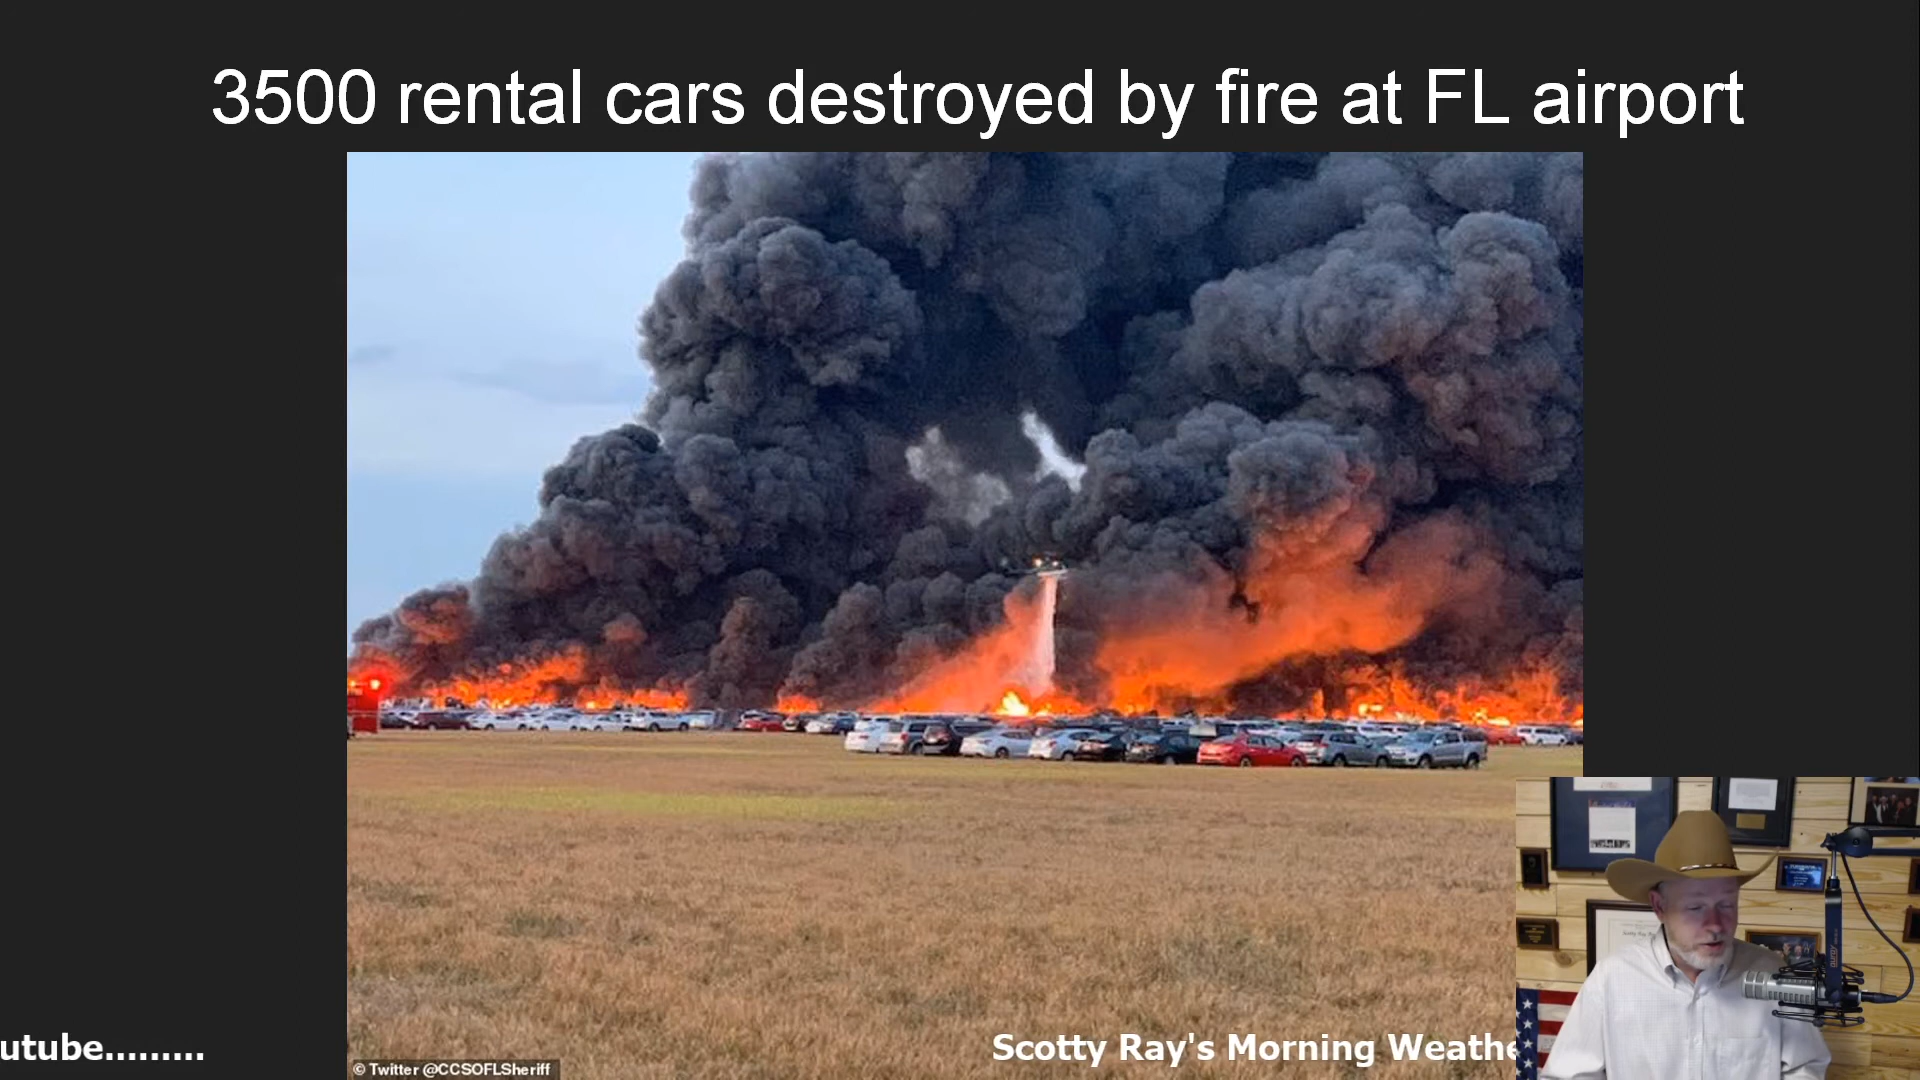 3500 rental cars destroyed by fire at FL airport
utube.........
Scotty Ray's Morning Weathe
© Twitter @CCSOFLSheriff